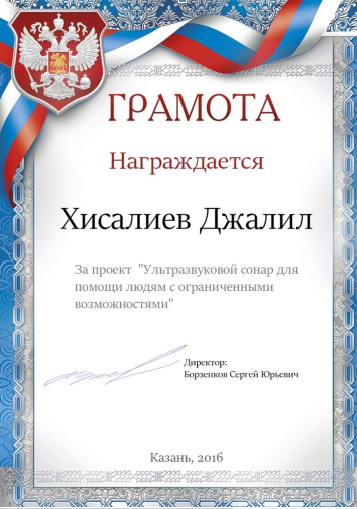 ГРАМОТА
Награждается
Хисалиев Джалил
За проект "Ультразвуковой сонар для
помощи людям с ограниченными
возможностями"
Директор:
Борзенков Сергей Юрьевич
Казань, 2016